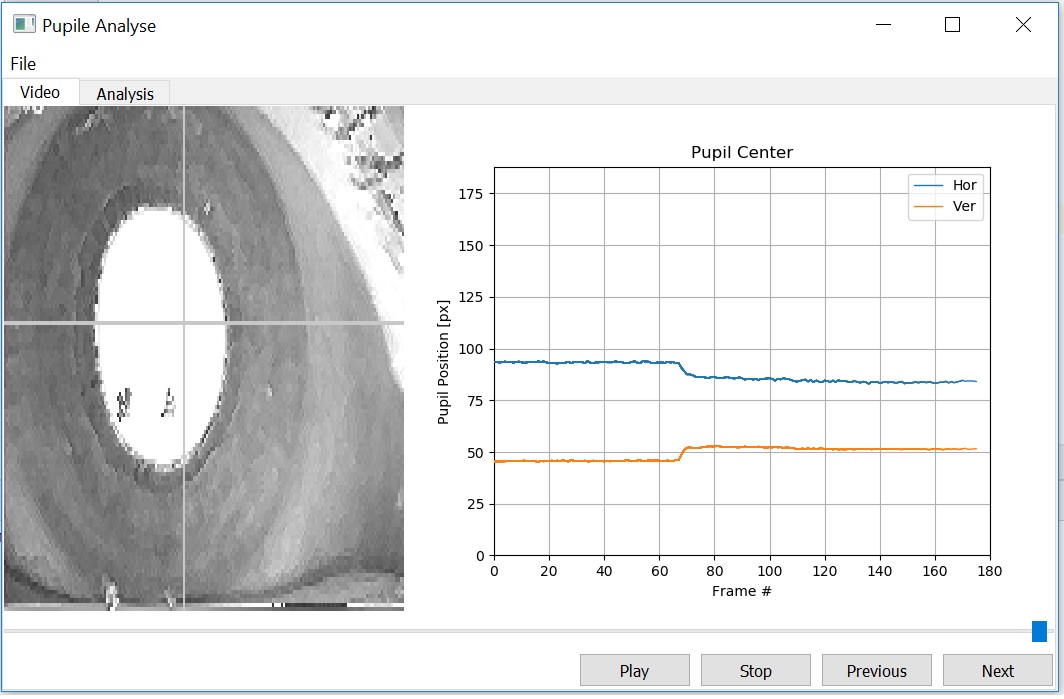 Pupile Analyse
File
Video Analysis
Pupil Center
Hor
Ver
175
150
125
100
75
50
25
0
Pupil Position [px]
0 20 40 60 80 100 120 140 160 180
Frame #
Play Stop Previous Next